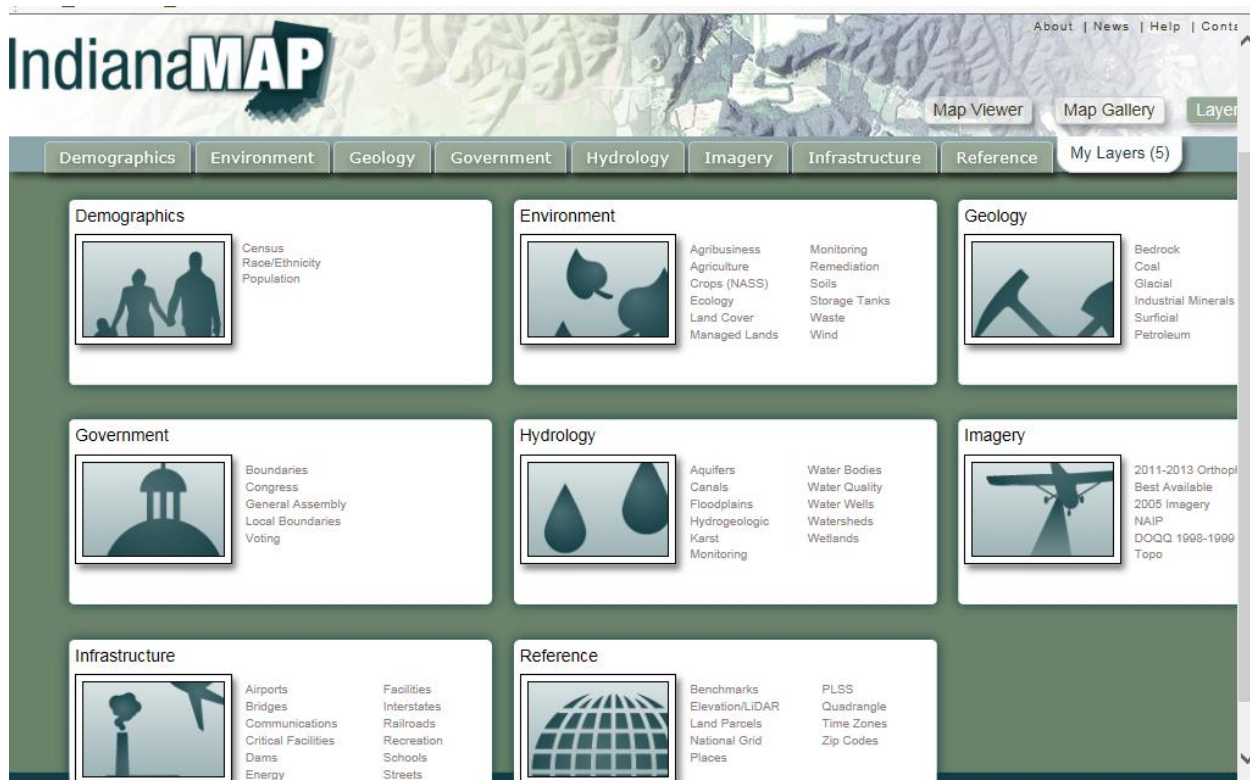 About | News | Help | Conta
IndianaMAP
Map Viewer
Map Gallery
Layer
Demographics
Environment
Geology
Government
Hydrology
Imagery
Infrastructure
Reference
My Layers (5)
Demographics
Census
Race/Ethnicity
Population
Environment
Agribusiness
Agriculture
Crops (NASS)
Ecology
Land Cover
Managed Lands
Monitoring
Remediation
Soils
Storage Tanks
Waste
Wind
Geology
Bedrock
Coal
Glacial
Industrial Minerals
Surficial
Petroleum
Government
Boundaries
Congress
General Assembly
Local Boundaries
Voting
Hydrology
Aquifers
Canals
Floodplains
Hydrogeologic
Karst
Monitoring
Water Bodies
Water Quality
Water Wells
Watersheds
Wetlands
Imagery
2011-2013 Orthoph
Best Available
2005 Imagery
NAIP
DOQQ 1998-1999
Topo
Infrastructure
Airports
Bridges
Communications
Critical Facilities
Dams
Energy
Facilities
Interstates
Railroads
Recreation
Schools
Streets
Reference
Benchmarks
Elevation/LiDAR
Land Parcels
National Grid
Places
PLSS
Quadrangle
Time Zones
Zip Codes